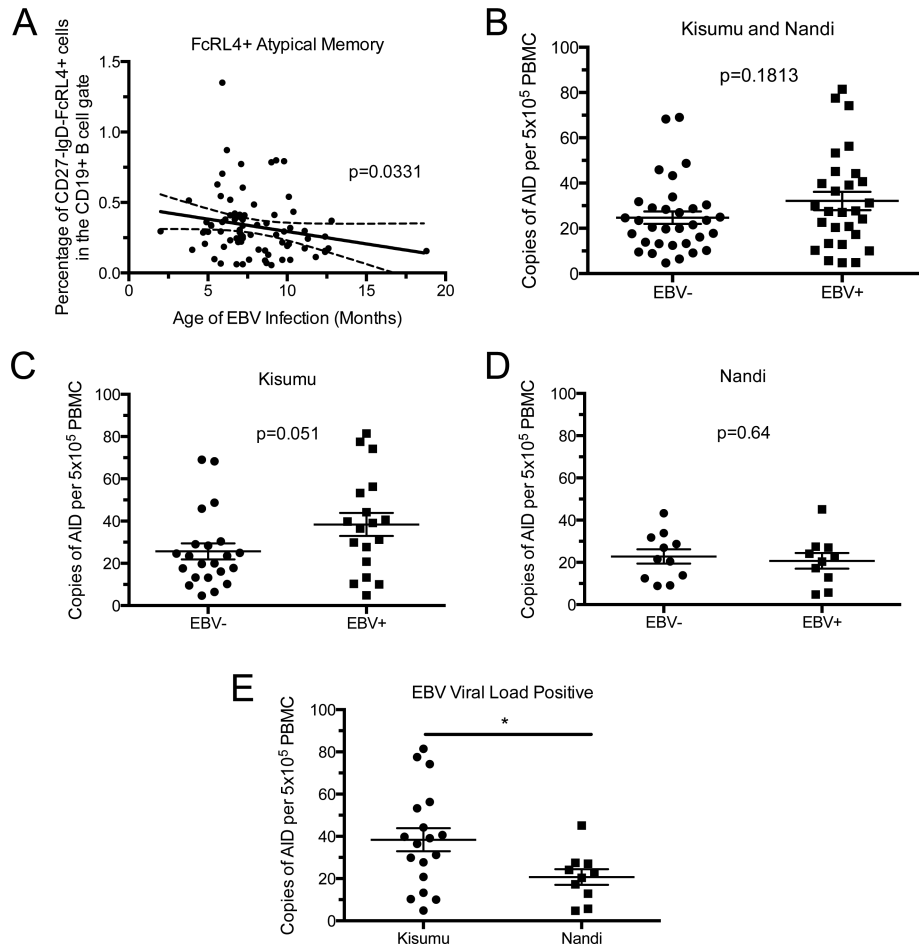 A
FcRL4+ Atypical Memory
Percentage of CD27-IgD-FcRL4+ cells
in the CD19+ B cell gate
1.5
1.0
0.5
0.0
p=0.0331
0 5 10 15 20
Age of EBV Infection (Months)
B
Kisumu and Nandi
Copies of AID per 5x10⁵ PBMC
100
80
60
40
20
0
p=0.1813
EBV- EBV+
C
Kisumu
Copies of AID per 5x10⁵ PBMC
100
80
60
40
20
0
p=0.051
EBV- EBV+
D
Nandi
Copies of AID per 5x10⁵ PBMC
100
80
60
40
20
0
p=0.64
EBV- EBV+
E
EBV Viral Load Positive
Copies of AID per 5x10⁵ PBMC
100
80
60
40
20
0
*
Kisumu Nandi